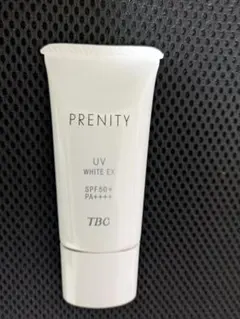 PRENITY
UV
WHITE EX
SPF50+
PA++++
TBC